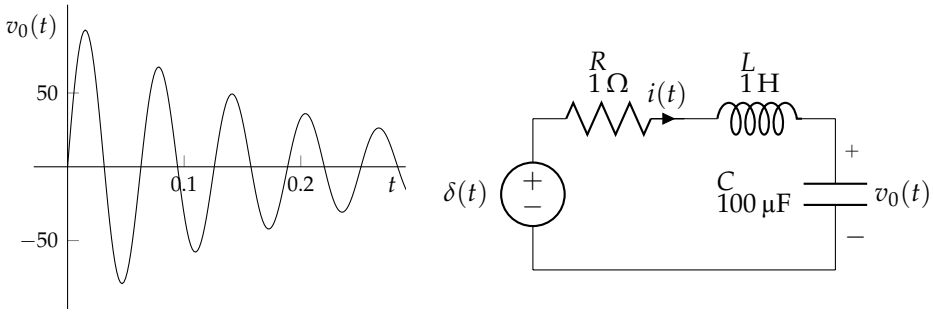 v₀(t)
50
−50
0.1
0.2
t
R
1 Ω
i(t)
L
1 H
δ(t)
+
−
C
100 µF
+
v₀(t)
−